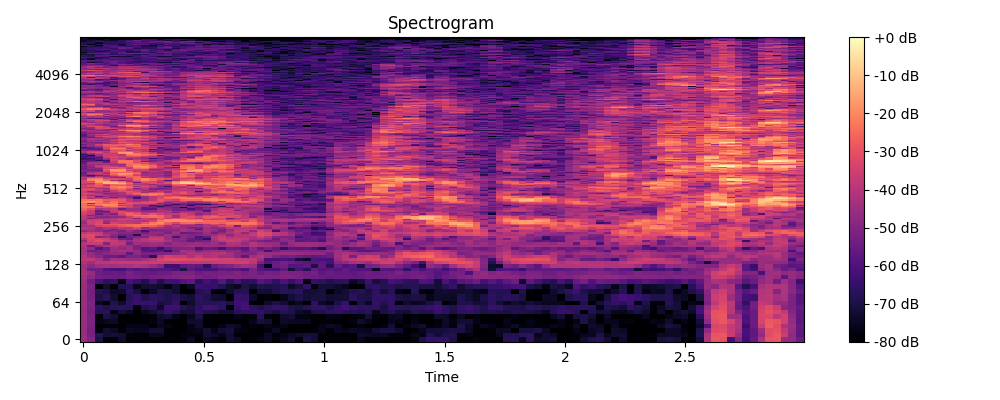 Spectrogram
Hz
4096
2048
1024
512
256
128
64
0
0
0.5
1
1.5
2
2.5
Time
+0 dB
-10 dB
-20 dB
-30 dB
-40 dB
-50 dB
-60 dB
-70 dB
-80 dB